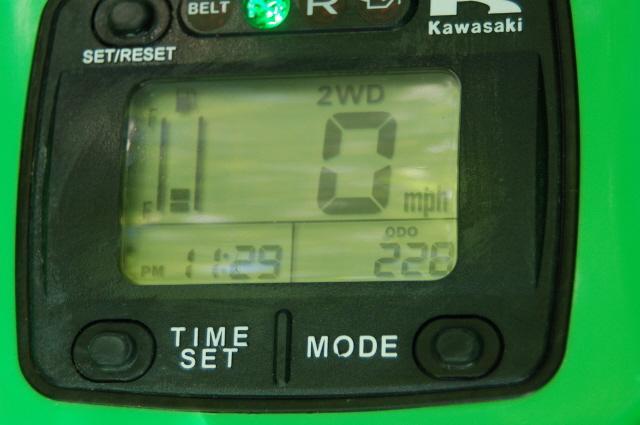 BELT R
SET/RESET
Kawasaki
F 2WD
0 mph
E
ODO
PM 11:29 228
TIME SET MODE